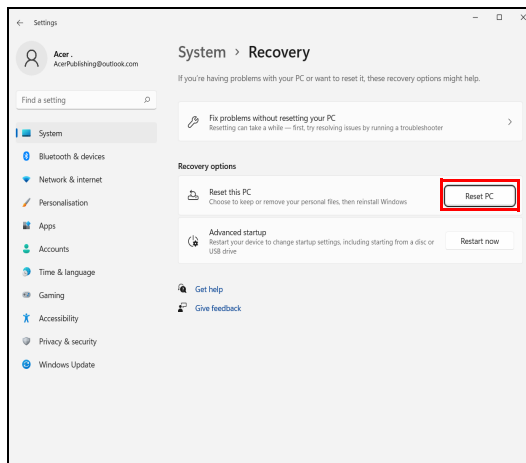 Settings
Acer .
AcerPublishing@outlook.com
Find a setting
System
Bluetooth & devices
Network & internet
Personalisation
Apps
Accounts
Time & language
Gaming
Accessibility
Privacy & security
Windows Update
System > Recovery
If you're having problems with your PC or want to reset it, these recovery options might help.
Fix problems without resetting your PC
Resetting can take a while — first, try resolving issues by running a troubleshooter
Recovery options
Reset this PC
Choose to keep or remove your personal files, then reinstall Windows
Reset PC
Advanced startup
Restart your device to change startup settings, including starting from a disc or
USB drive
Restart now
Get help
Give feedback